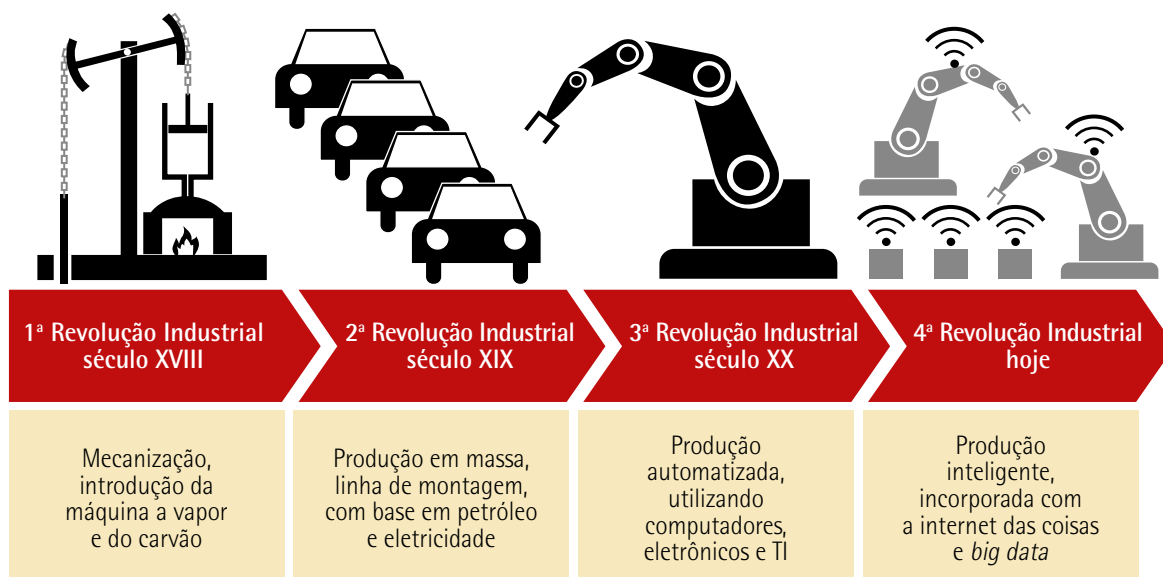 1ª Revolução Industrial
século XVIII
2ª Revolução Industrial
século XIX
3ª Revolução Industrial
século XX
4ª Revolução Industrial
hoje
Mecanização,
introdução da
máquina a vapor
e do carvão
Produção em massa,
linha de montagem,
com base em petróleo
e eletricidade
Produção
automatizada,
utilizando
computadores,
eletrônicos e TI
Produção
inteligente,
incorporada com
a internet das coisas
e big data